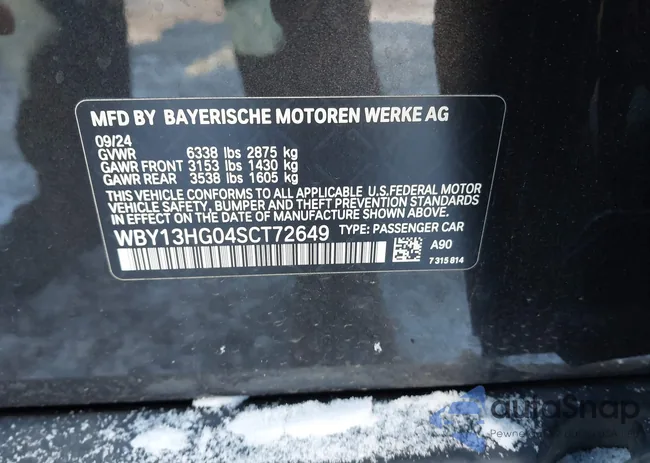 MFD BY BAYERISCHE MOTOREN WERKE AG
09/24
GVWR 6338 lbs 2875 kg
GAWR FRONT 3153 lbs 1430 kg
GAWR REAR 3538 lbs 1605 kg
THIS VEHICLE CONFORMS TO ALL APPLICABLE U.S.FEDERAL MOTOR
VEHICLE SAFETY, BUMPER AND THEFT PREVENTION STANDARDS
IN EFFECT ON THE DATE OF MANUFACTURE SHOWN ABOVE.
WBY13HG04SCT72649 TYPE: PASSENGER CAR
A90
7 315 814
autoSnap